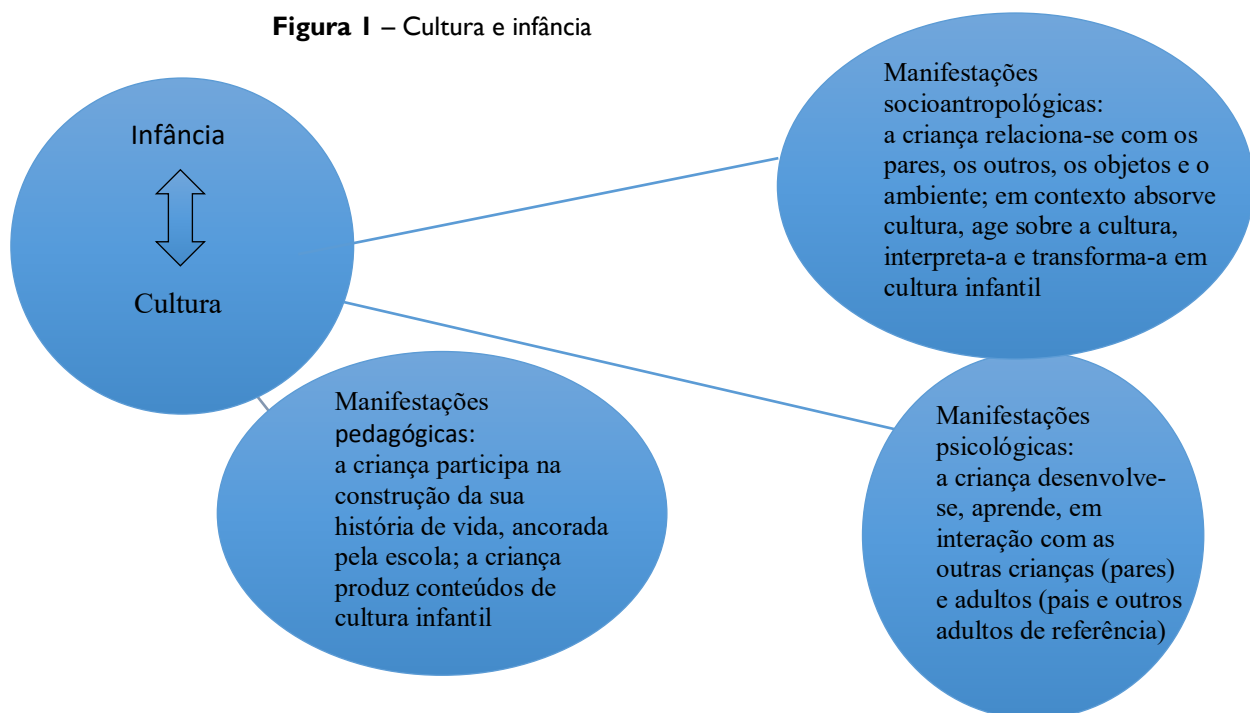 Figura 1 – Cultura e infância
Infância
Cultura
Manifestações
socioantropológicas:
a criança relaciona-se com os
pares, os outros, os objetos e o
ambiente; em contexto absorve
cultura, age sobre a cultura,
interpreta-a e transforma-a em
cultura infantil
Manifestações
pedagógicas:
a criança participa na
construção da sua
história de vida, ancorada
pela escola; a criança
produz conteúdos de
cultura infantil
Manifestações
psicológicas:
a criança desenvolve-
se, aprende, em
interação com as
outras crianças (pares)
e adultos (pais e outros
adultos de referência)